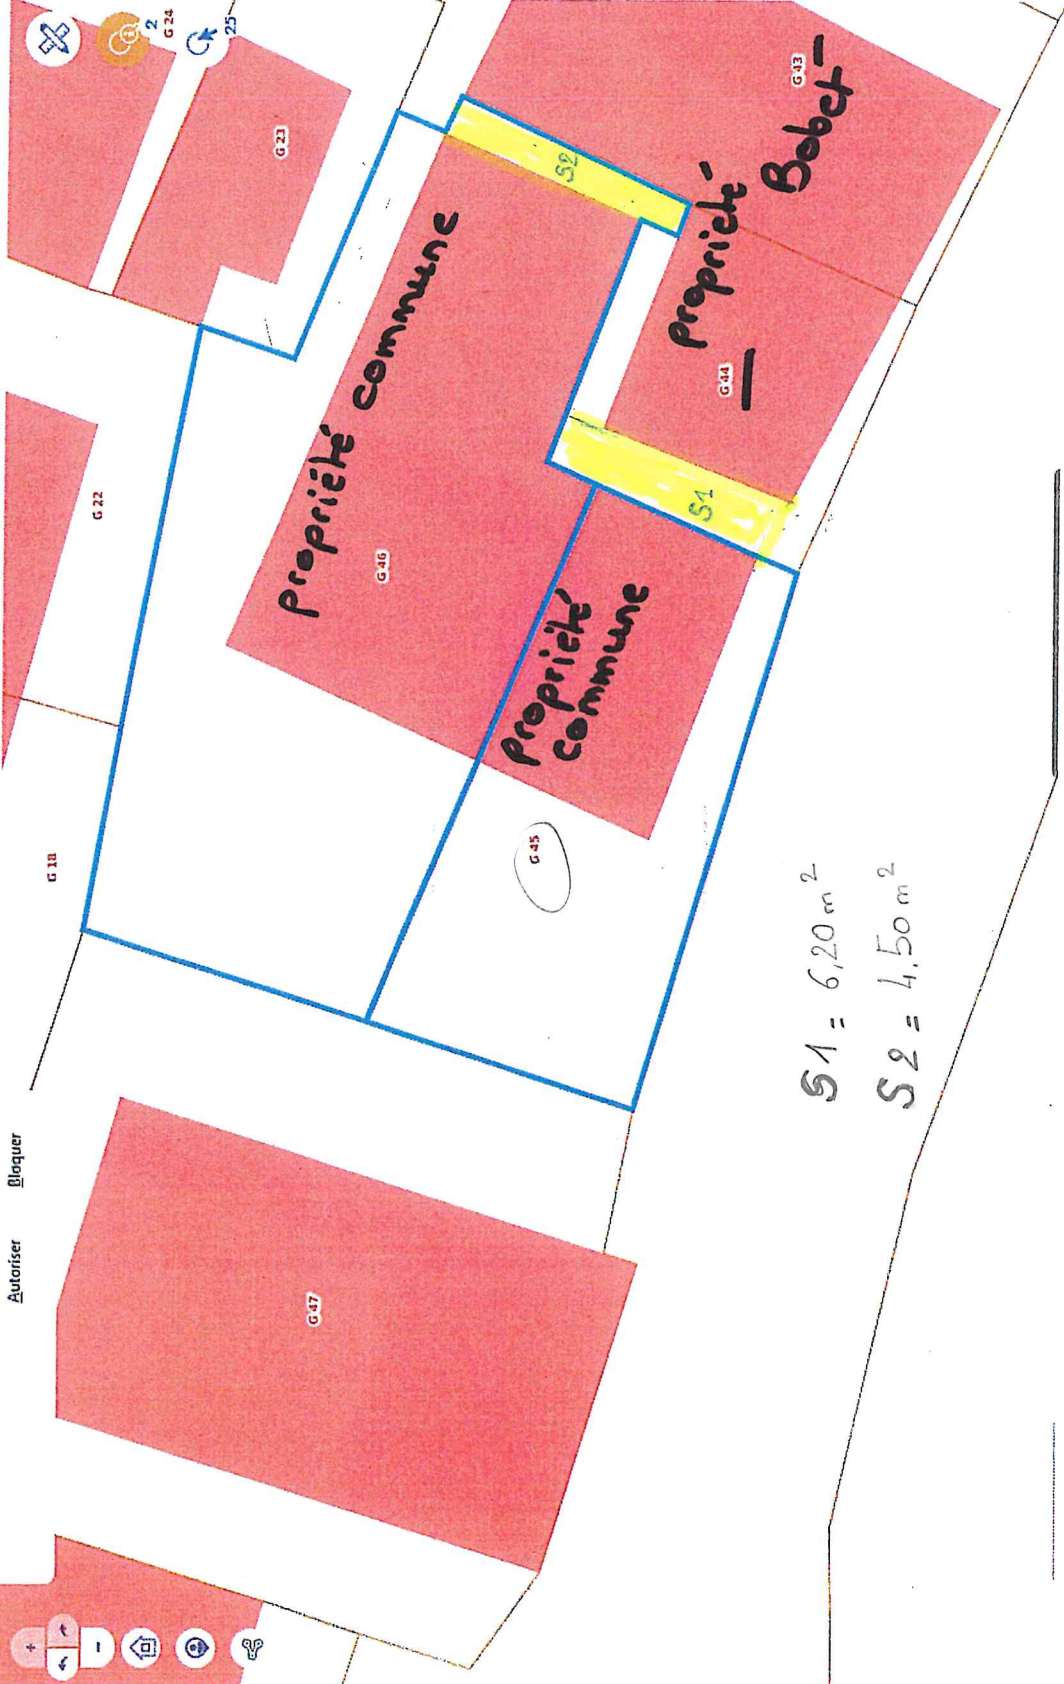 Autoriser Bloquer
2
25
G 24
G 23
G 22
G 18
G 43
G 44
G 46
G 45
G 47
propriété commune
propriété
commune
propriété
Bobet
S2
S1
S1 = 6,20 m²
S2 = 4,50 m²